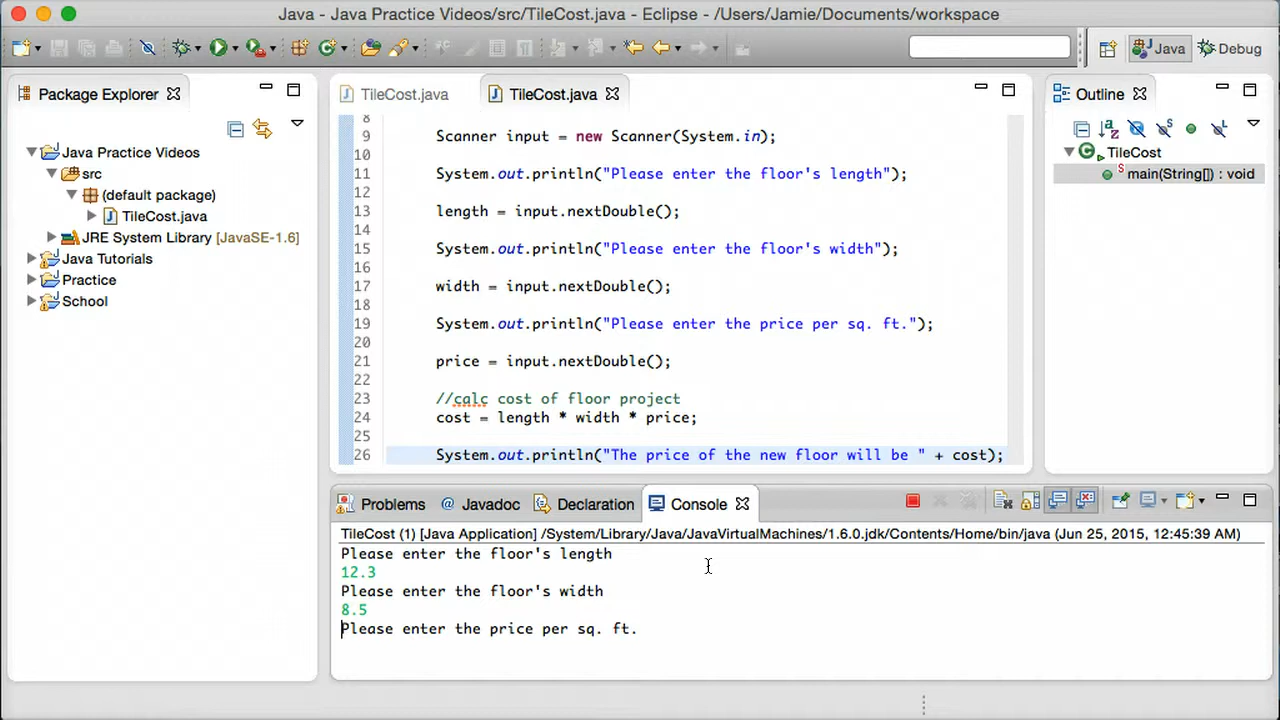 Java - Java Practice Videos/src/TileCost.java - Eclipse - /Users/Jamie/Documents/workspace
Java
Debug
Package Explorer
Java Practice Videos
src
(default package)
TileCost.java
JRE System Library [JavaSE-1.6]
Java Tutorials
Practice
School
TileCost.java
TileCost.java
8
9 Scanner input = new Scanner(System.in);
10
11 System.out.println("Please enter the floor's length");
12
13 length = input.nextDouble();
14
15 System.out.println("Please enter the floor's width");
16
17 width = input.nextDouble();
18
19 System.out.println("Please enter the price per sq. ft.");
20
21 price = input.nextDouble();
22
23 //calc cost of floor project
24 cost = length * width * price;
25
26 System.out.println("The price of the new floor will be " + cost);
Outline
TileCost
main(String[]) : void
Problems
@ Javadoc
Declaration
Console
TileCost (1) [Java Application] /System/Library/Java/JavaVirtualMachines/1.6.0.jdk/Contents/Home/bin/java (Jun 25, 2015, 12:45:39 AM)
Please enter the floor's length
12.3
Please enter the floor's width
8.5
Please enter the price per sq. ft.